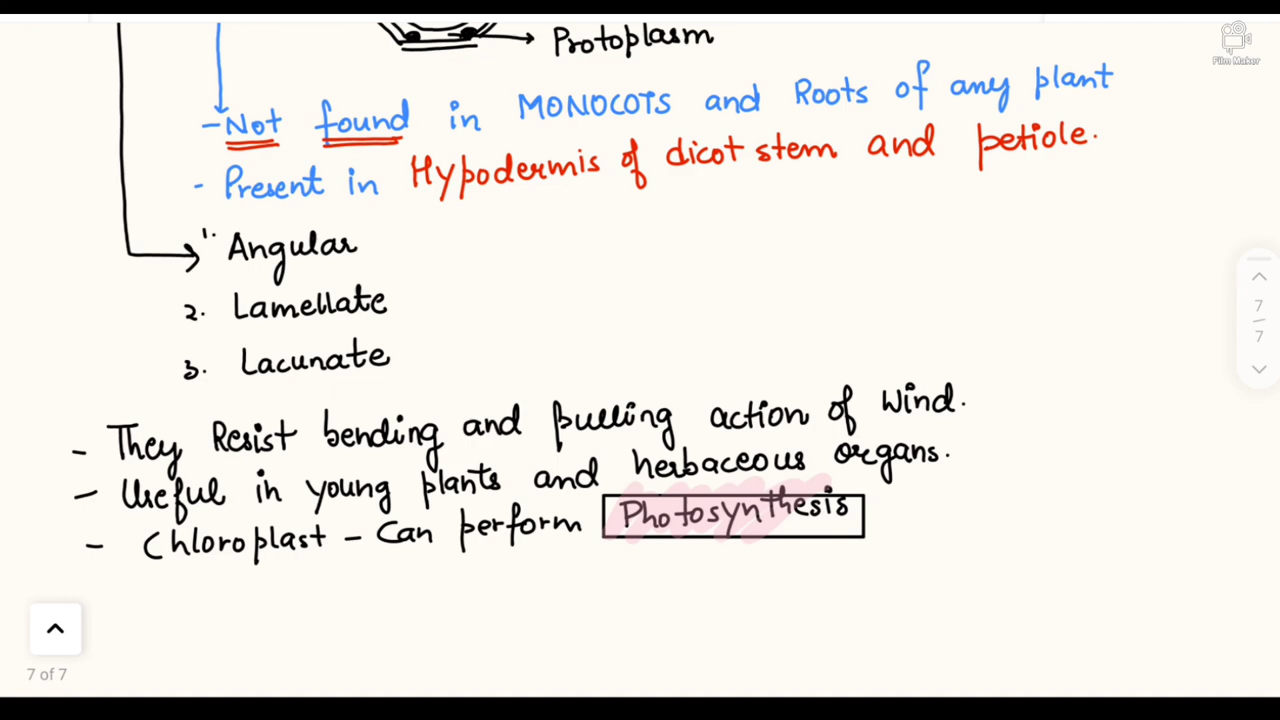 Protoplasm
Film Maker
- Not found in MONOCOTS and Roots of any plant
- Present in Hypodermis of dicot stem and petiole.
1. Angular
2. Lamellate
3. Lacunate
- They Resist bending and pulling action of wind.
- Useful in young plants and herbaceous organs.
- Chloroplast - Can perform Photosynthesis
7
7
7 of 7